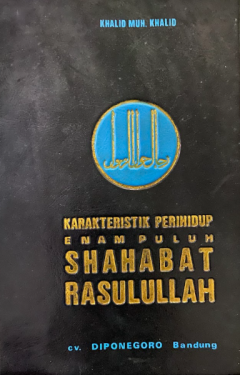 KHALID MUH. KHALID
KARAKTERISTIK PERIHIDUP
ENAM PULUH
SHAHABAT
RASULULLAH
cv. DIPONEGORO Bandung